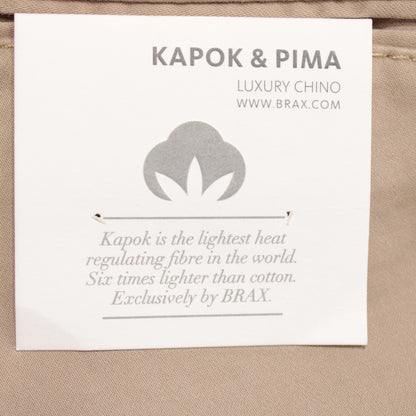 KAPOK & PIMA
LUXURY CHINO
WWW.BRAX.COM
Kapok is the lightest heat
regulating fibre in the world.
Six times lighter than cotton.
Exclusively by BRAX.